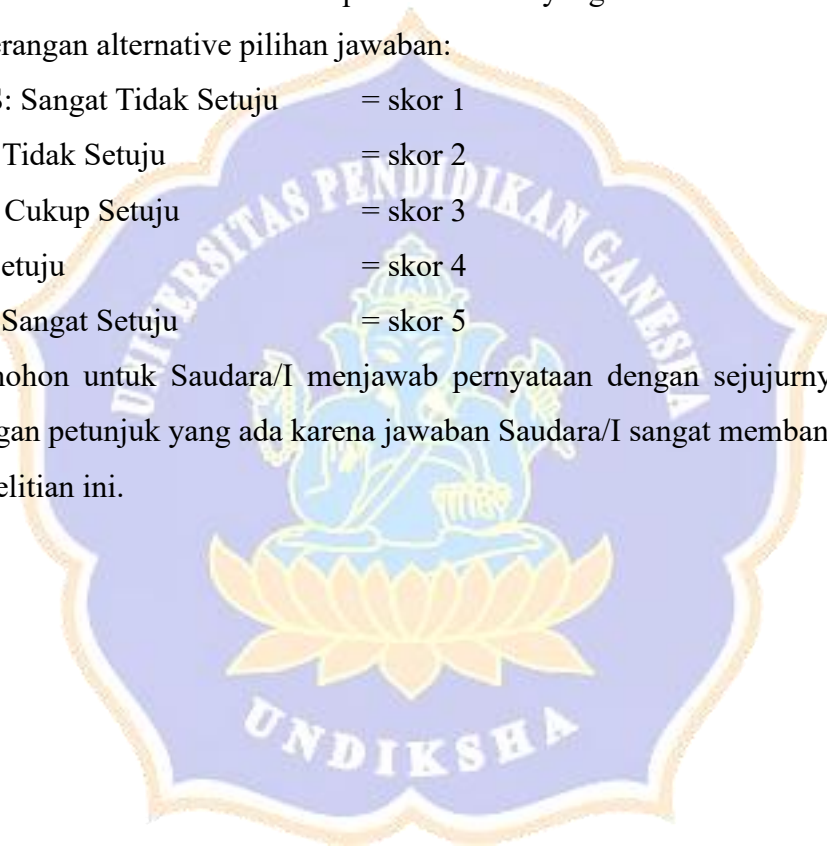 erangan alternative pilihan jawaban:
S: Sangat Tidak Setuju = skor 1
Tidak Setuju = skor 2
Cukup Setuju = skor 3
etuju = skor 4
Sangat Setuju = skor 5
ohon untuk Saudara/I menjawab pernyataan dengan sejujurny
gan petunjuk yang ada karena jawaban Saudara/I sangat memban
elitian ini.
UNIVERSITAS PENDIDIKAN GANESHA
UNDIKSHA